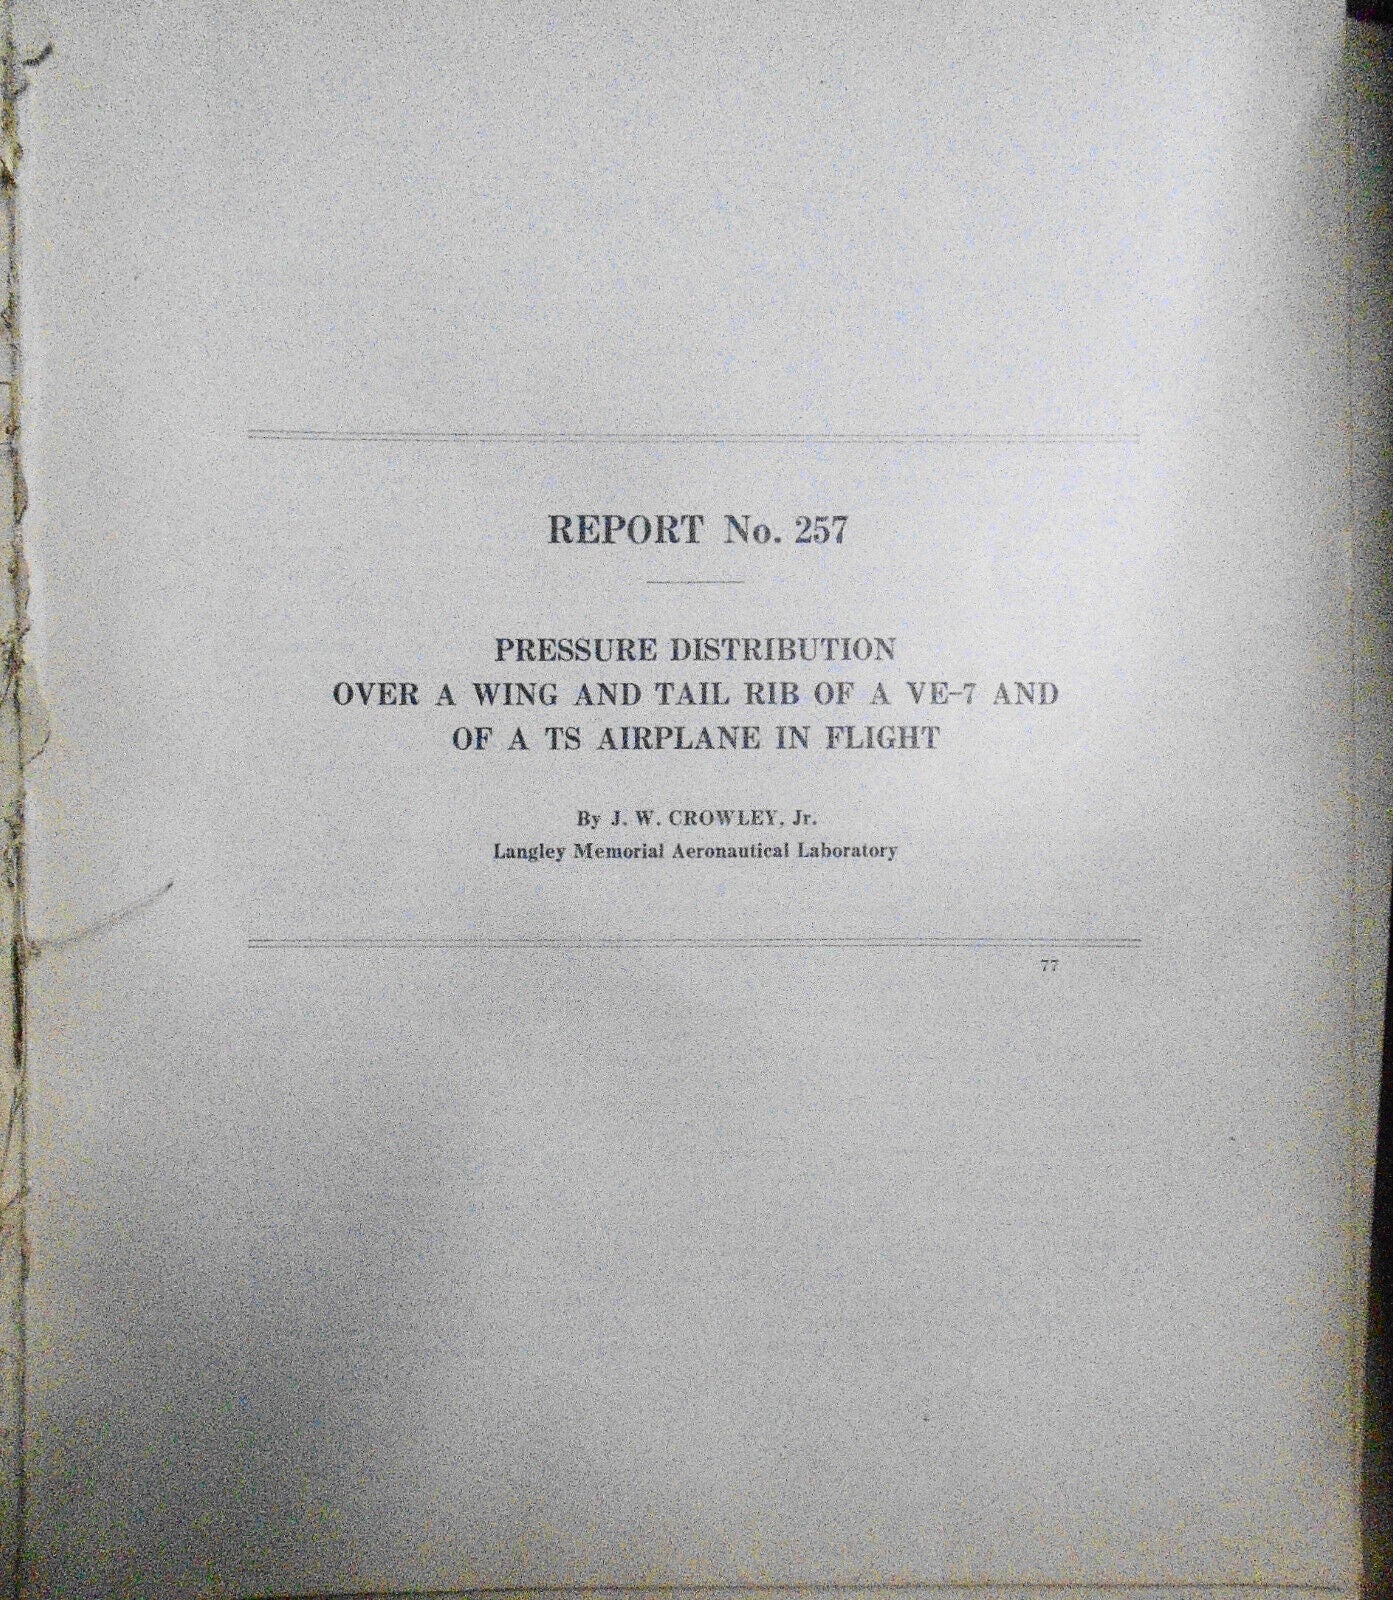 REPORT No. 257
PRESSURE DISTRIBUTION
OVER A WING AND TAIL RIB OF A VE-7 AND
OF A TS AIRPLANE IN FLIGHT
By J. W. CROWLEY, Jr.
Langley Memorial Aeronautical Laboratory
77